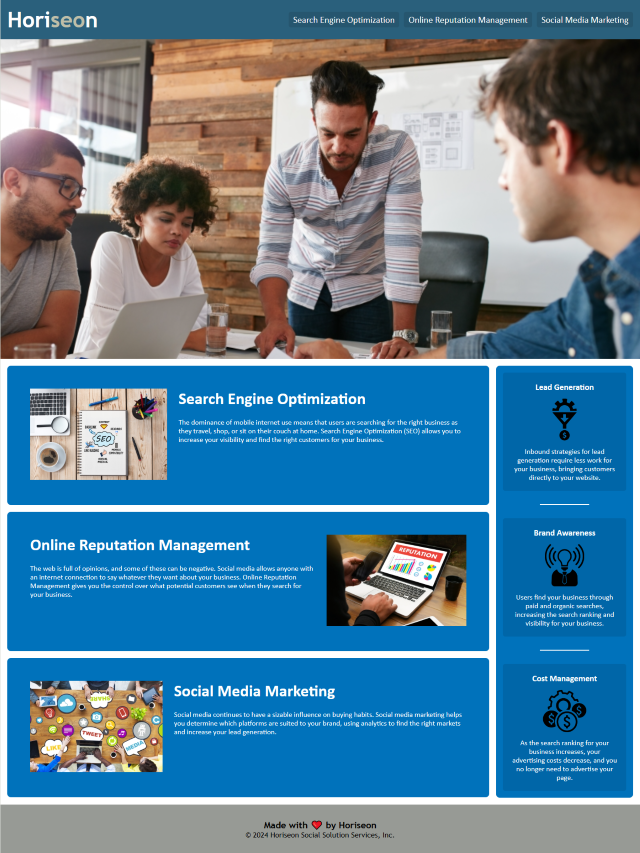 Horiseon
Search Engine Optimization
Online Reputation Management
Social Media Marketing
Search Engine Optimization
The dominance of mobile internet use means that users are searching for the right business as
they travel, shop, or sit on their couch at home. Search Engine Optimization (SEO) allows you to
increase your visibility and find the right customers for your business.
SEO
Online Reputation Management
The web is full of opinions, and some of these can be negative. Social media allows anyone with
an internet connection to say whatever they want about your business. Online Reputation
Management gives you the control over what potential customers see when they search for
your business.
REPUTATION
Social Media Marketing
Social media continues to have a sizable influence on buying habits. Social media marketing helps
you determine which platforms are suited to your brand, using analytics to find the right markets
and increase your lead generation.
SHARE
TWEET
LIKE
MEDIA
Lead Generation
Inbound strategies for lead
generation require less work for
your business, bringing customers
directly to your website.
Brand Awareness
Users find your business through
paid and organic searches,
increasing the search ranking and
visibility for your business.
Cost Management
As the search ranking for your
business increases, your
advertising costs decrease, and you
no longer need to advertise your
page.
Made with ❤️ by Horiseon
© 2024 Horiseon Social Solution Services, Inc.